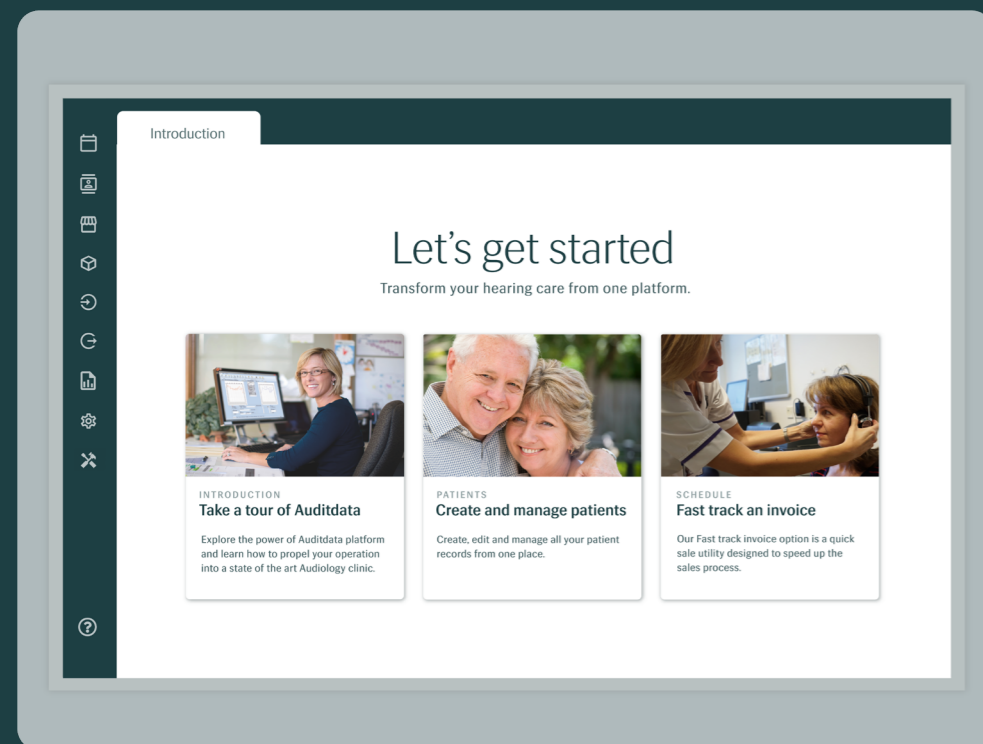 Introduction
Let's get started
Transform your hearing care from one platform.
INTRODUCTION
Take a tour of Auditdata
Explore the power of Auditdata platform
and learn how to propel your operation
into a state of the art Audiology clinic.
PATIENTS
Create and manage patients
Create, edit and manage all your patient
records from one place.
SCHEDULE
Fast track an invoice
Our Fast track invoice option is a quick
sale utility designed to speed up the
sales process.